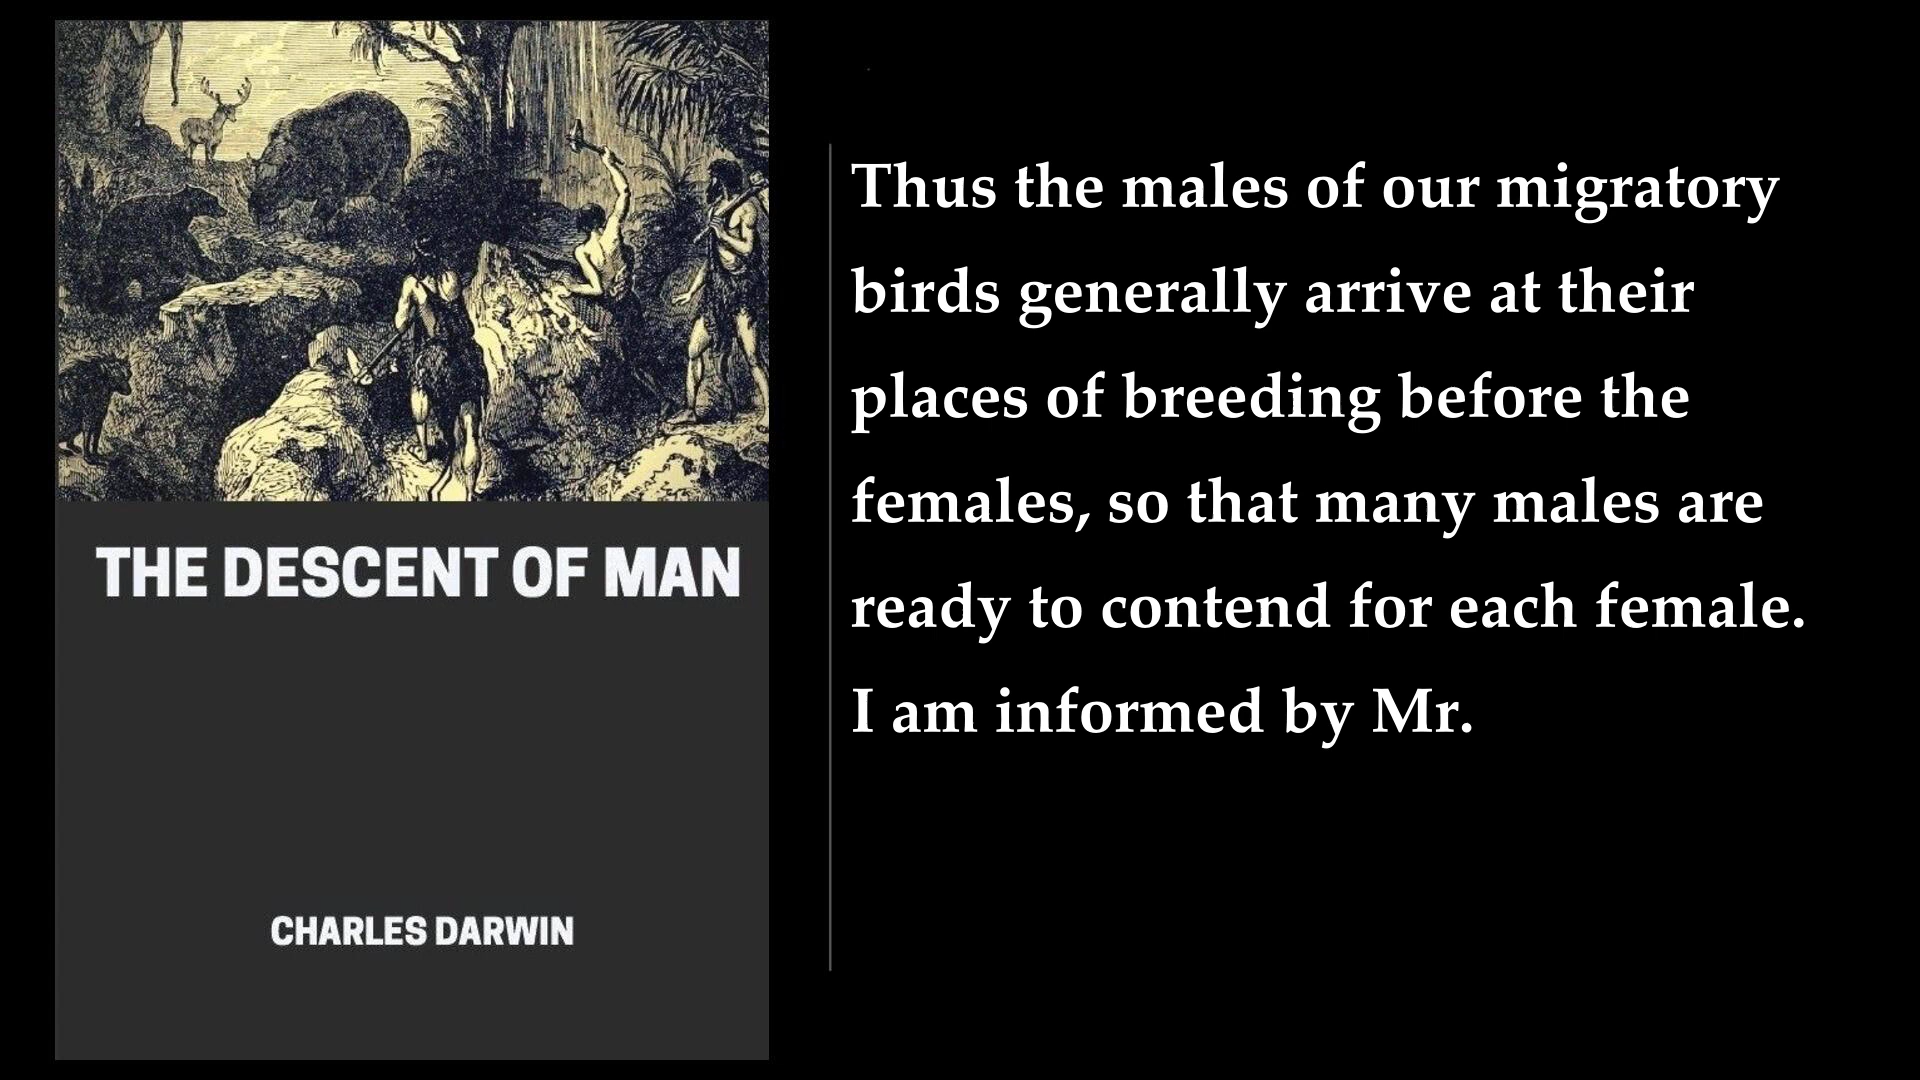 THE DESCENT OF MAN
CHARLES DARWIN
Thus the males of our migratory
birds generally arrive at their
places of breeding before the
females, so that many males are
ready to contend for each female.
I am informed by Mr.